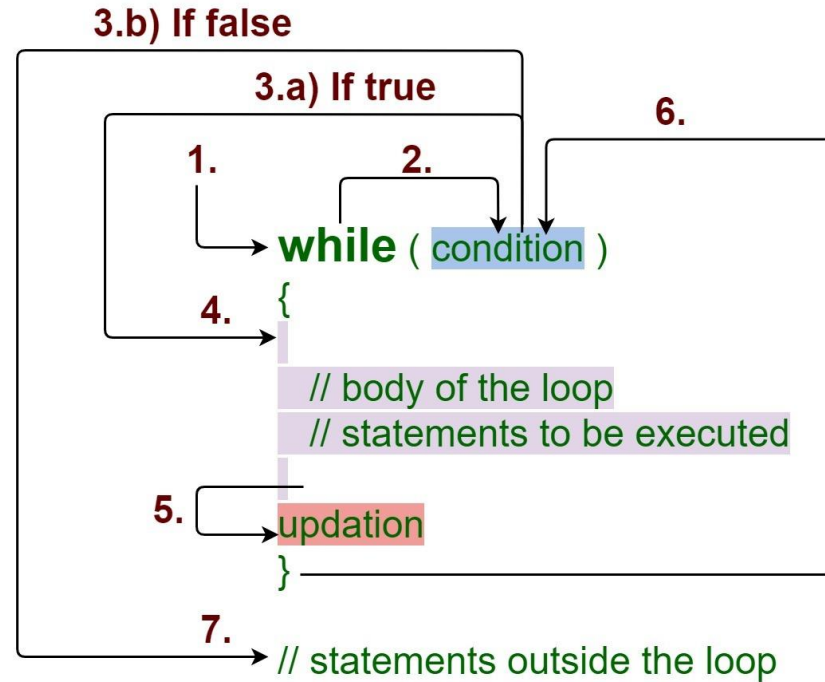 3.b) If false
3.a) If true
6.
1.
2.
while ( condition )
{
4.
// body of the loop
// statements to be executed
5.
updation
}
7.
// statements outside the loop